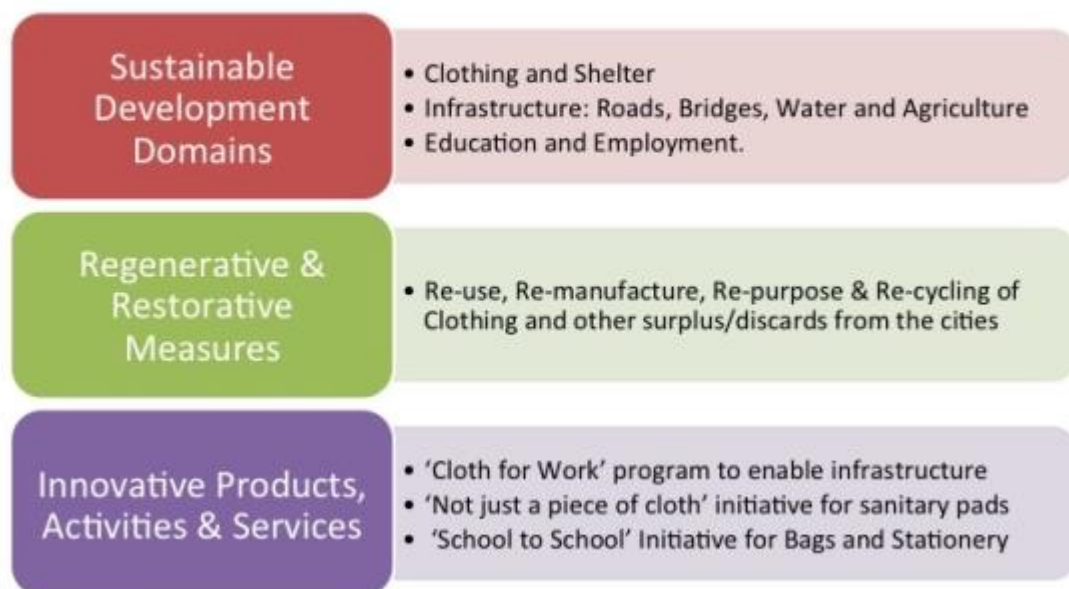 Sustainable
Development
Domains
• Clothing and Shelter
• Infrastructure: Roads, Bridges, Water and Agriculture
• Education and Employment.
Regenerative &
Restorative
Measures
• Re-use, Re-manufacture, Re-purpose & Re-cycling of
Clothing and other surplus/discards from the cities
Innovative Products,
Activities & Services
• ‘Cloth for Work’ program to enable infrastructure
• ‘Not just a piece of cloth’ initiative for sanitary pads
• ‘School to School’ Initiative for Bags and Stationery